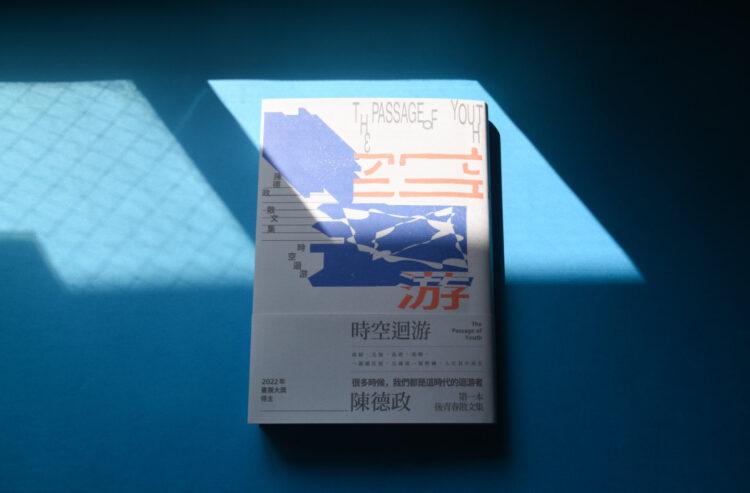 THE PASSAGE OF YOUTH
空
游
陳德政
散文集
時空迴游
時空迴游
The
Passage of
Youth
很多時候，我們都是這時代的迴游者
2022年
書展大獎
得主
陳德政
第一本
後青春散文集